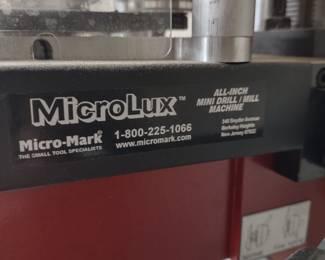 MicroLux™
Micro-Mark®
THE SMALL TOOL SPECIALISTS
1-800-225-1066
www.micromark.com
ALL-INCH
MINI DRILL / MILL
MACHINE
340 Snyder Avenue
Berkeley Heights
New Jersey 07922